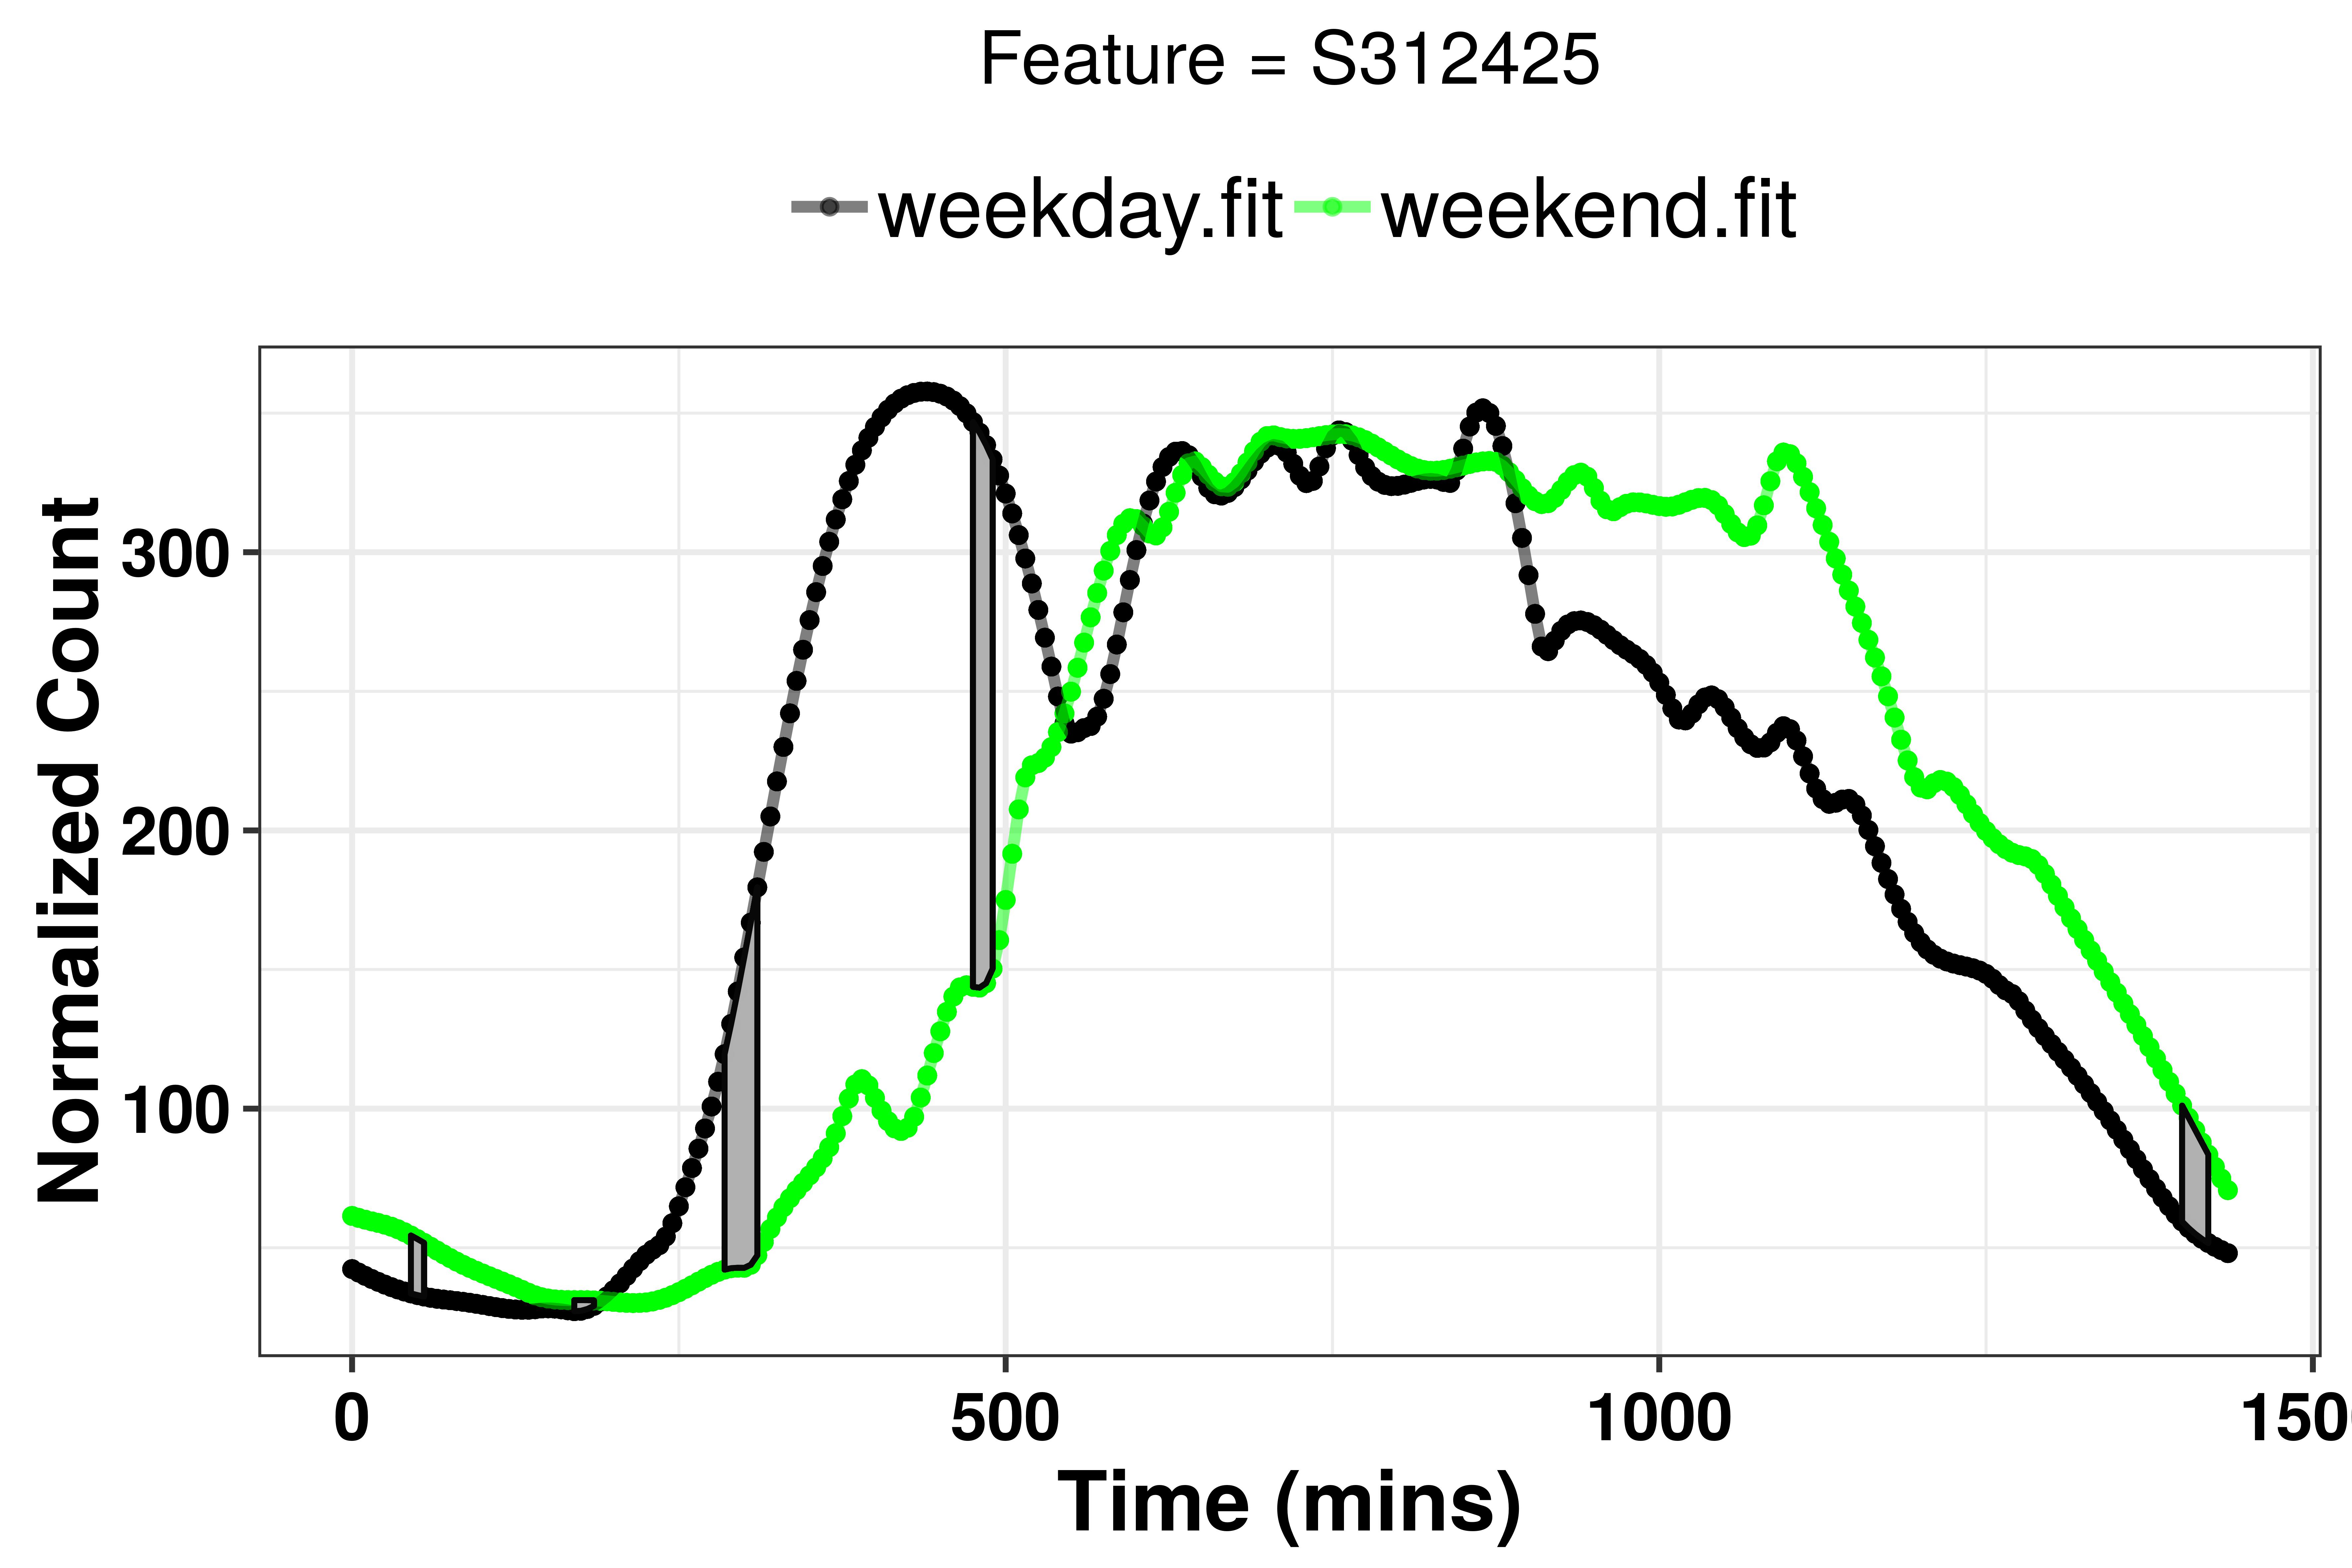 Feature = S312425
weekday.fit weekend.fit
Normalized Count
300
200
100
0 500 1000 150
Time (mins)